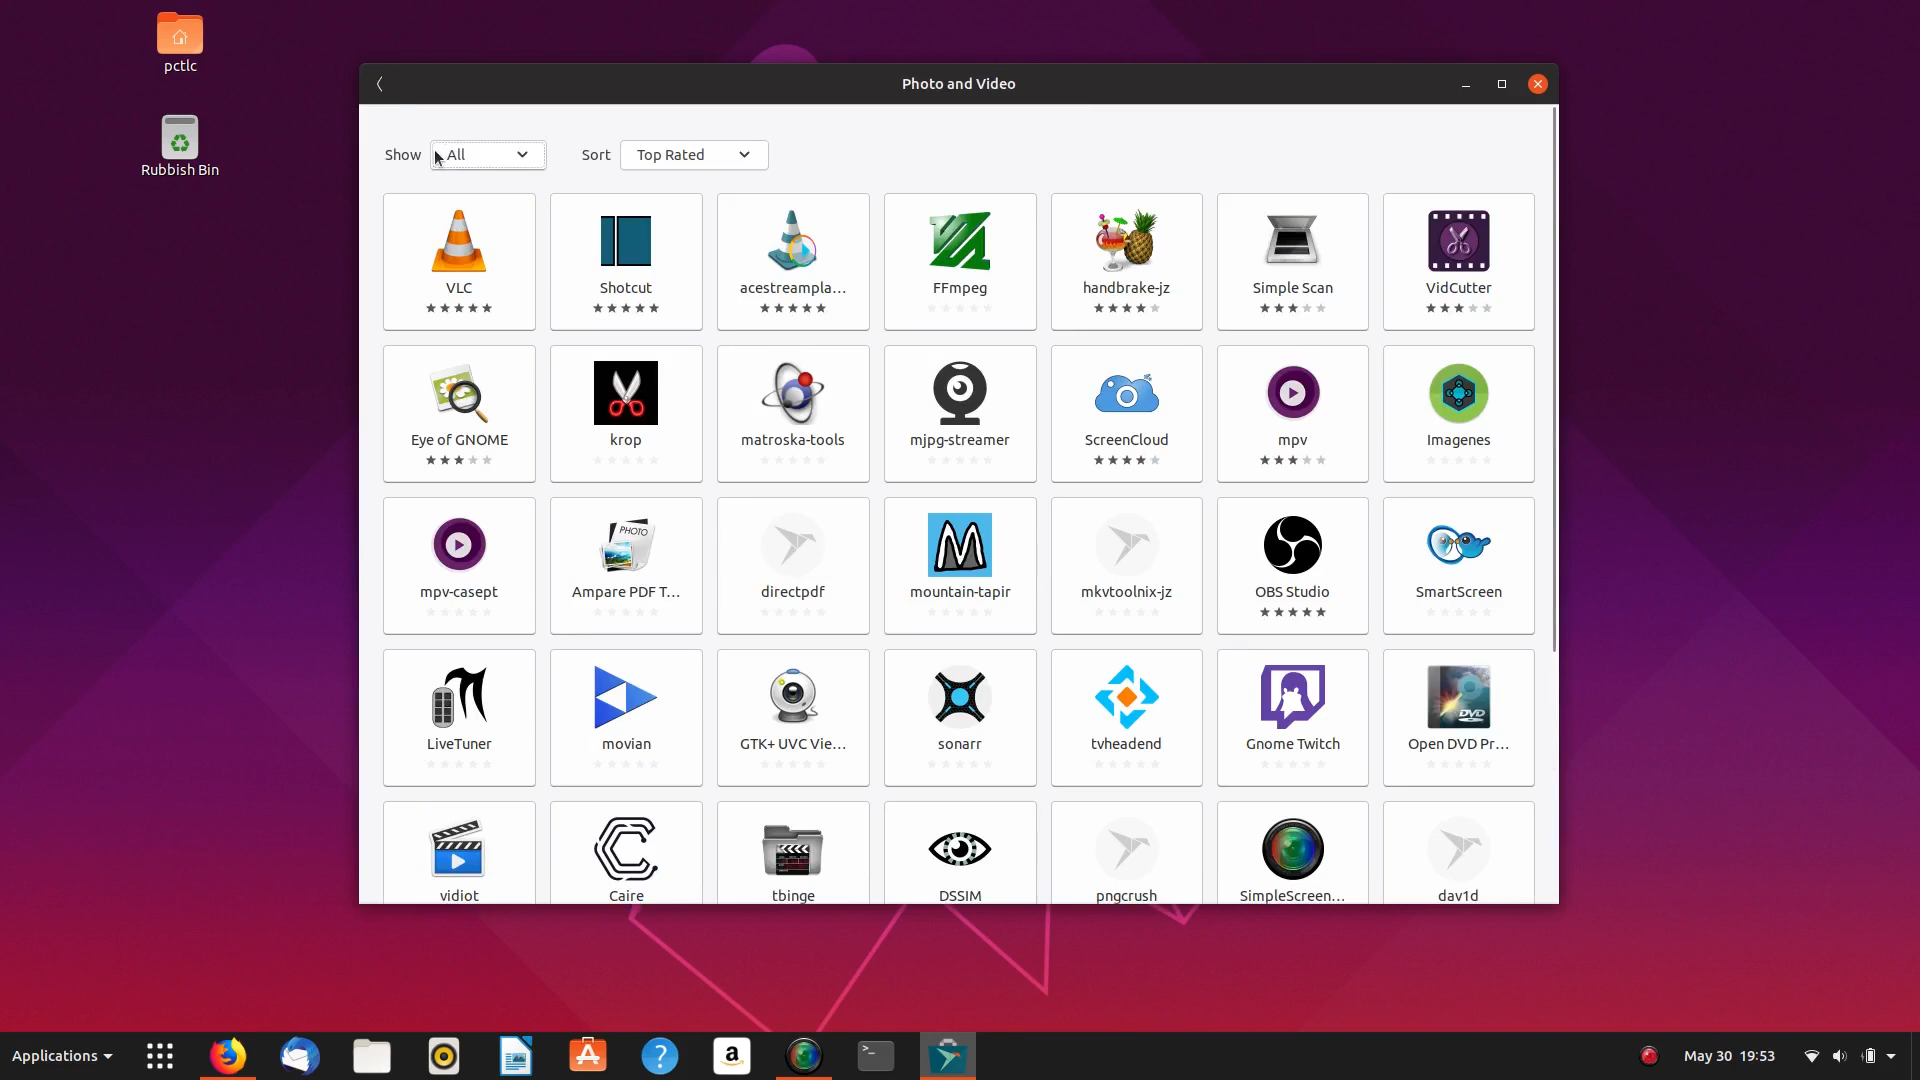 pctlc
Rubbish Bin
Photo and Video
Show All Sort Top Rated
VLC Shotcut acestreampla... FFmpeg handbrake-jz Simple Scan VidCutter
PHOTO
Eye of GNOME krop matroska-tools mjpg-streamer ScreenCloud mpv Imagenes
mpv-casept Ampare PDF T... directpdf mountain-tapir mkvtoolnix-jz OBS Studio SmartScreen
DVD
LiveTuner movian GTK+ UVC Vie... sonarr tvheadend Gnome Twitch Open DVD Pr...
vidiot Caire tbinge DSSIM pngcrush SimpleScreen... dav1d
Applications May 30 19:53